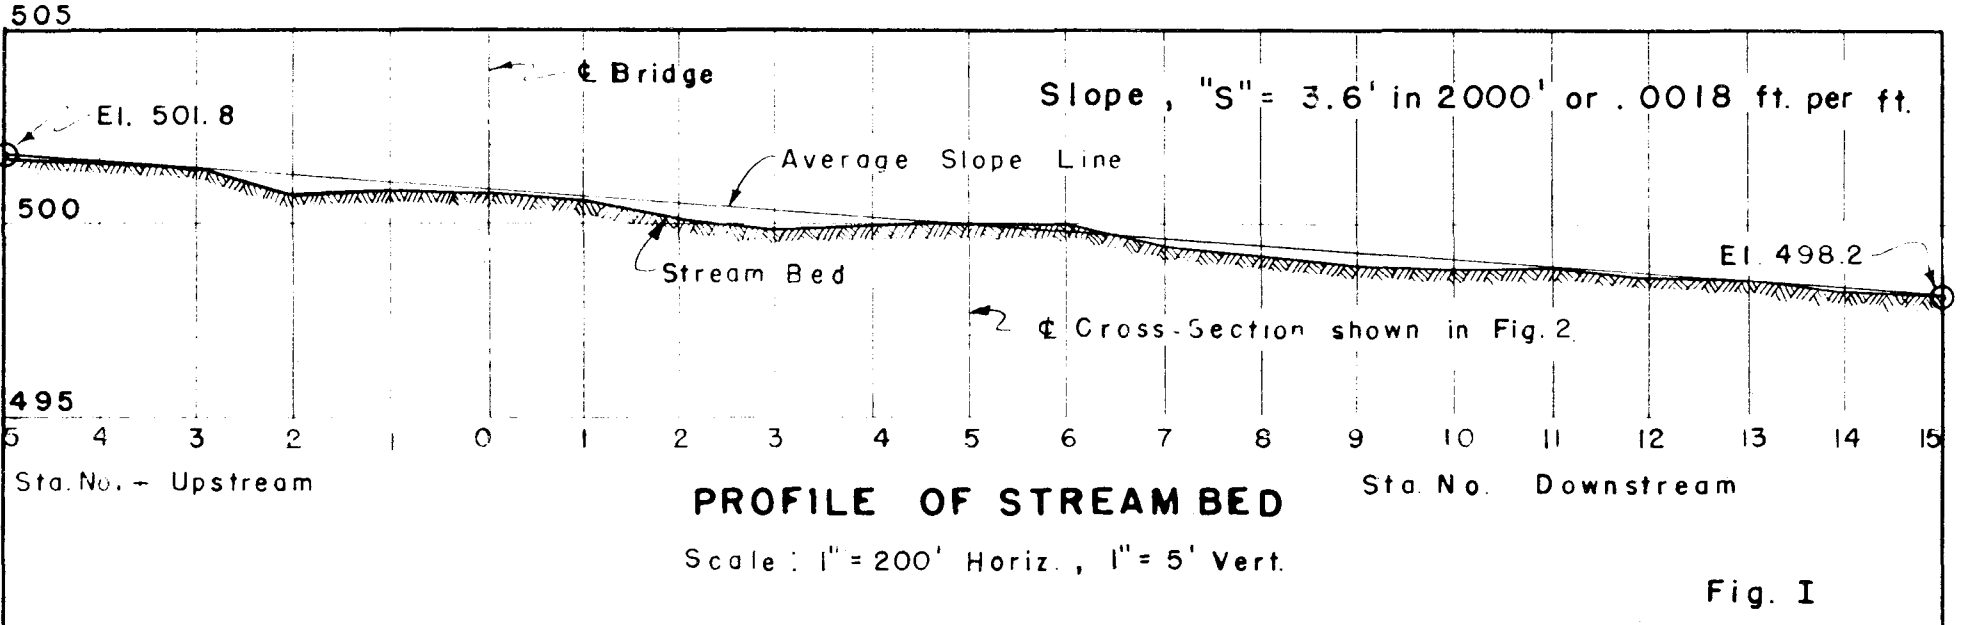 505
℄ Bridge
Slope, "S" = 3.6' in 2000' or .0018 ft. per ft.
El. 501.8
Average Slope Line
500
Stream Bed
El. 498.2
℄ Cross-Section shown in Fig. 2.
495
5 4 3 2 1 0 1 2 3 4 5 6 7 8 9 10 11 12 13 14 15
Sta. No. - Upstream
Sta. No. Downstream
PROFILE OF STREAM BED
Scale: 1" = 200' Horiz., 1" = 5' Vert.
Fig. I